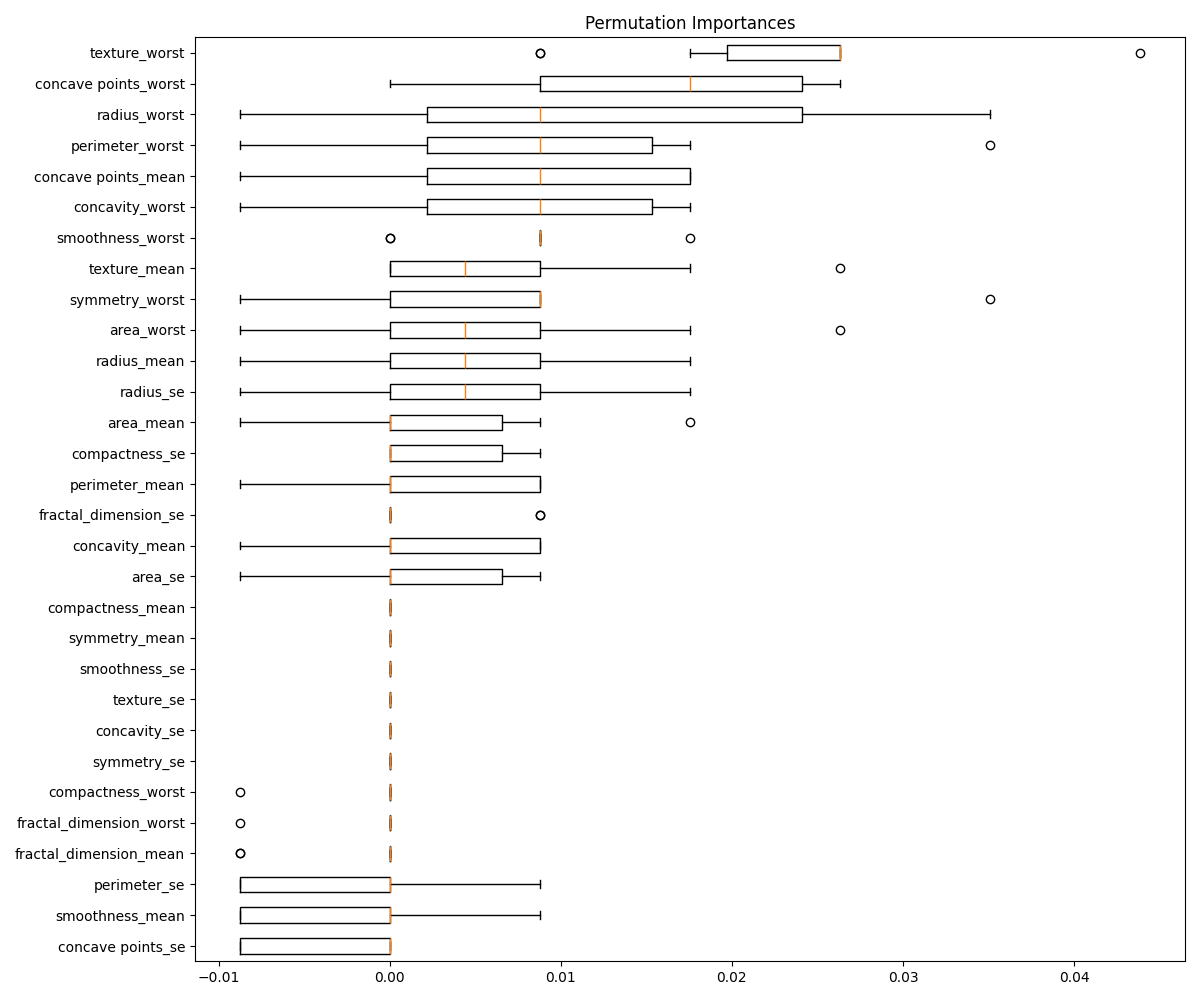 Permutation Importances
texture_worst
concave points_worst
radius_worst
perimeter_worst
concave points_mean
concavity_worst
smoothness_worst
texture_mean
symmetry_worst
area_worst
radius_mean
radius_se
area_mean
compactness_se
perimeter_mean
fractal_dimension_se
concavity_mean
area_se
compactness_mean
symmetry_mean
smoothness_se
texture_se
concavity_se
symmetry_se
compactness_worst
fractal_dimension_worst
fractal_dimension_mean
perimeter_se
smoothness_mean
concave points_se
−0.01 0.00 0.01 0.02 0.03 0.04